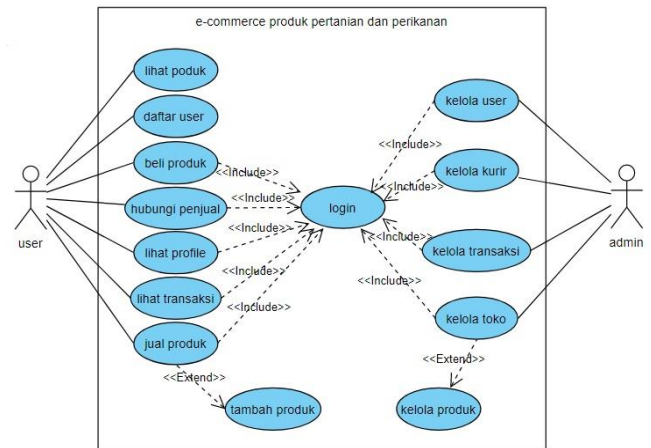 e-commerce produk pertanian dan perikanan
lihat poduk
daftar user
beli produk
hubungi penjual
lihat profile
lihat transaksi
jual produk
tambah produk
login
kelola user
kelola kurir
kelola transaksi
kelola toko
kelola produk
user
admin
<<Include>>
<<Include>>
<<Include>>
<<Include>>
<<Include>>
<<Extend>>
<<Include>>
<<Include>>
<<Include>>
<<Include>>
<<Extend>>